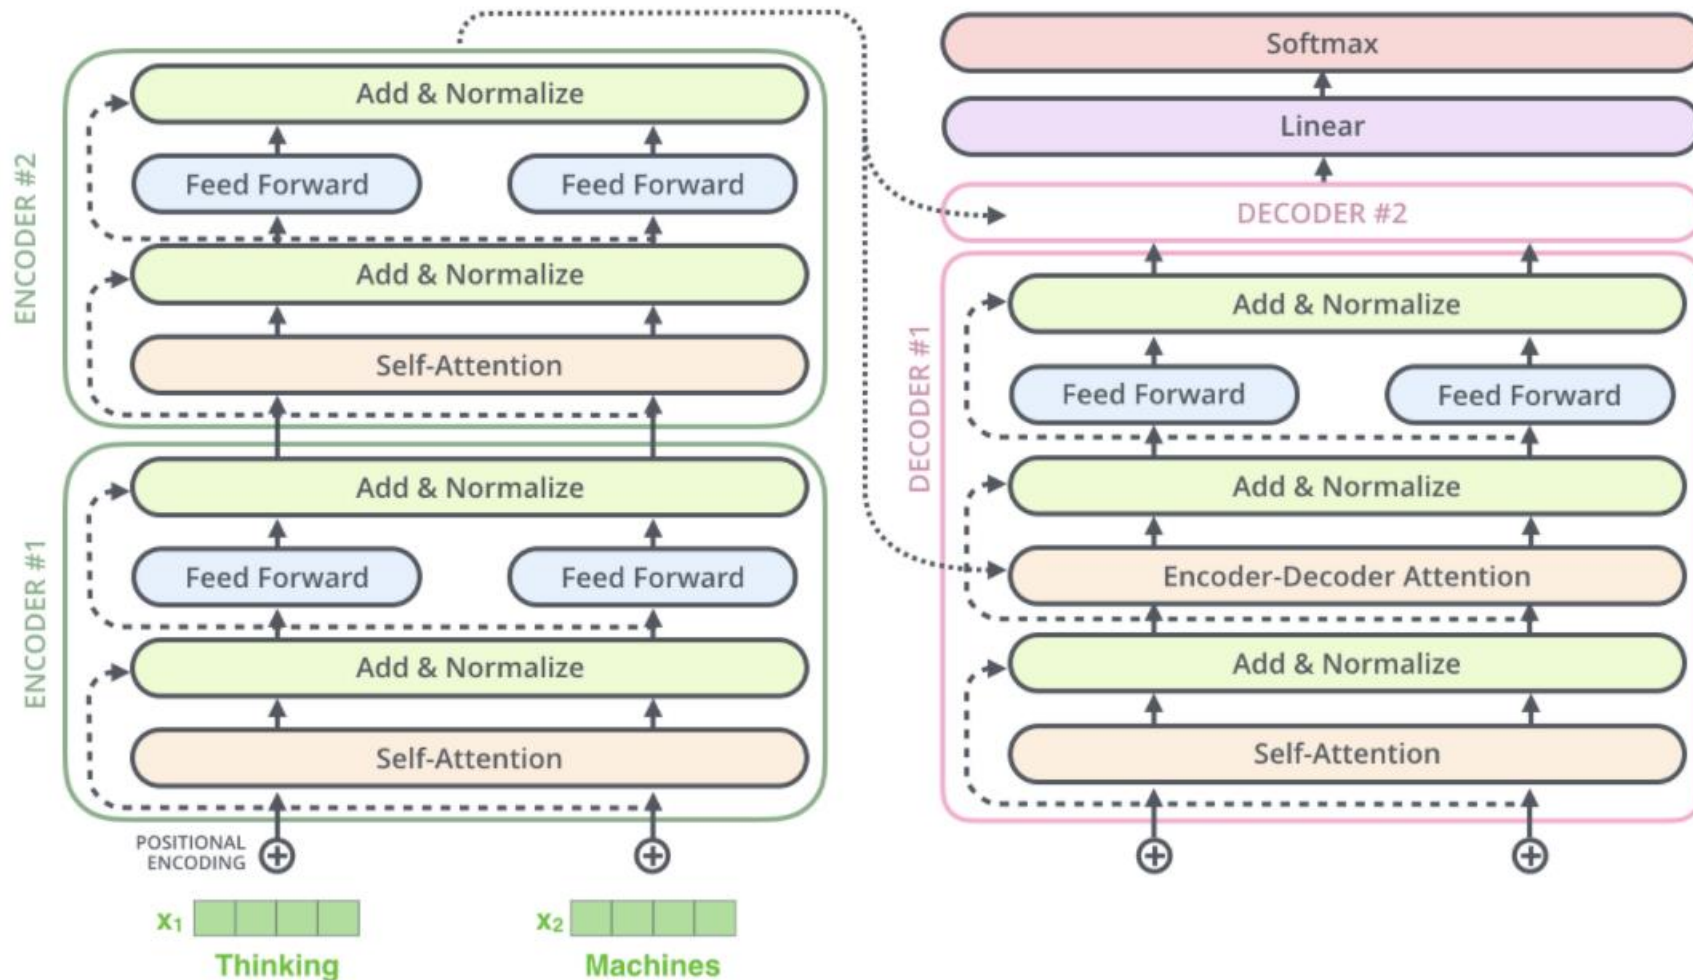 ENCODER #2
Add & Normalize
Feed Forward Feed Forward
Add & Normalize
Self-Attention
ENCODER #1
Add & Normalize
Feed Forward Feed Forward
Add & Normalize
Self-Attention
POSITIONAL
ENCODING
x₁ x₂
Thinking Machines
Softmax
Linear
DECODER #2
DECODER #1
Add & Normalize
Feed Forward Feed Forward
Add & Normalize
Encoder-Decoder Attention
Add & Normalize
Self-Attention